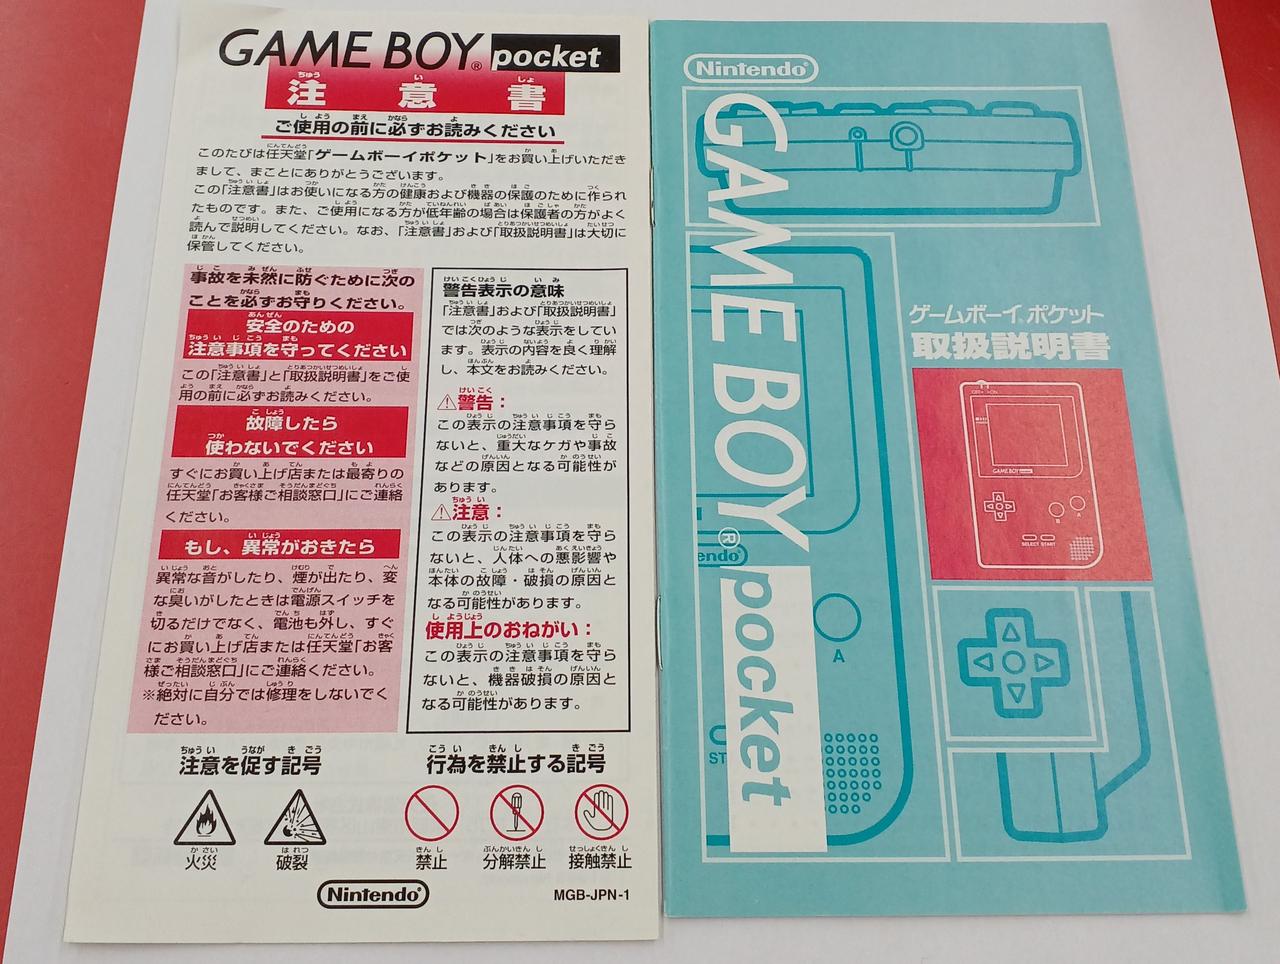 GAME BOY® pocket
注意書
ご使用の前に必ずお読みください
このたびは任天堂「ゲームボーイポケット」をお買い上げいただき
まして、まことにありがとうございます。
この「注意書」はお使いになる方の健康および機器の保護のために作られ
たものです。また、ご使用になる方が低年齢の場合は保護者の方がよく
読んで説明してください。なお、「注意書」および「取扱説明書」は大切に
保管してください。
事故を未然に防ぐために次の
ことを必ずお守りください。
安全のための
注意事項を守ってください
この「注意書」と「取扱説明書」をご使
用の前に必ずお読みください。
故障したら
使わないでください
すぐにお買い上げ店または最寄りの
任天堂「お客様ご相談窓口」にご連絡
ください。
もし、異常がおきたら
異常な音がしたり、煙が出たり、変
な臭いがしたときは電源スイッチを
切るだけでなく、電池も外し、すぐ
にお買い上げ店または任天堂「お客
様ご相談窓口」にご連絡ください。
※絶対に自分では修理をしないでく
ださい。
警告表示の意味
「注意書」および「取扱説明書」
では次のような表示をしてい
ます。表示の内容を良く理解
し、本文をお読みください。
⚠警告：
この表示の注意事項を守ら
ないと、重大なケガや事故
などの原因となる可能性が
あります。
⚠注意：
この表示の注意事項を守ら
ないと、人体への悪影響や
本体の故障・破損の原因と
なる可能性があります。
使用上のおねがい：
この表示の注意事項を守ら
ないと、機器破損の原因と
なる可能性があります。
注意を促す記号
火災
破裂
行為を禁止する記号
禁止
分解禁止
接触禁止
Nintendo®
MGB-JPN-1
Nintendo®
GAME BOY® pocket
ゲームボーイ®ポケット
取扱説明書
OFF ON
GAME BOY pocket
B
A
SELECT START
endo®
A
ST